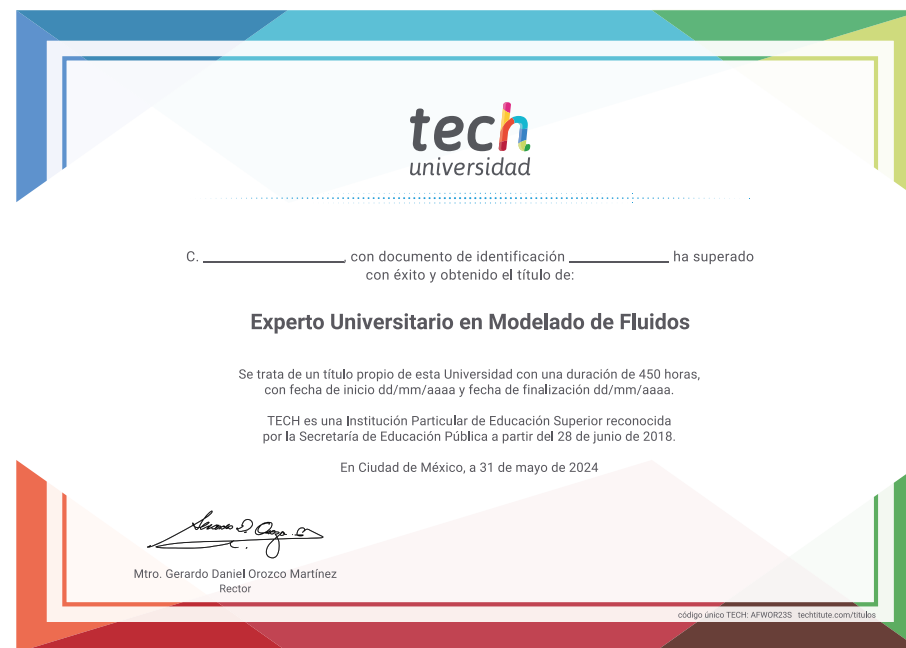 tech
universidad
C. ____________________, con documento de identificación ______________ ha superado
con éxito y obtenido el título de:
Experto Universitario en Modelado de Fluidos
Se trata de un título propio de esta Universidad con una duración de 450 horas,
con fecha de inicio dd/mm/aaaa y fecha de finalización dd/mm/aaaa.
TECH es una Institución Particular de Educación Superior reconocida
por la Secretaría de Educación Pública a partir del 28 de junio de 2018.
En Ciudad de México, a 31 de mayo de 2024
Mtro. Gerardo Daniel Orozco Martínez
Rector
código único TECH: AFWOR23S techtitute.com/titulos